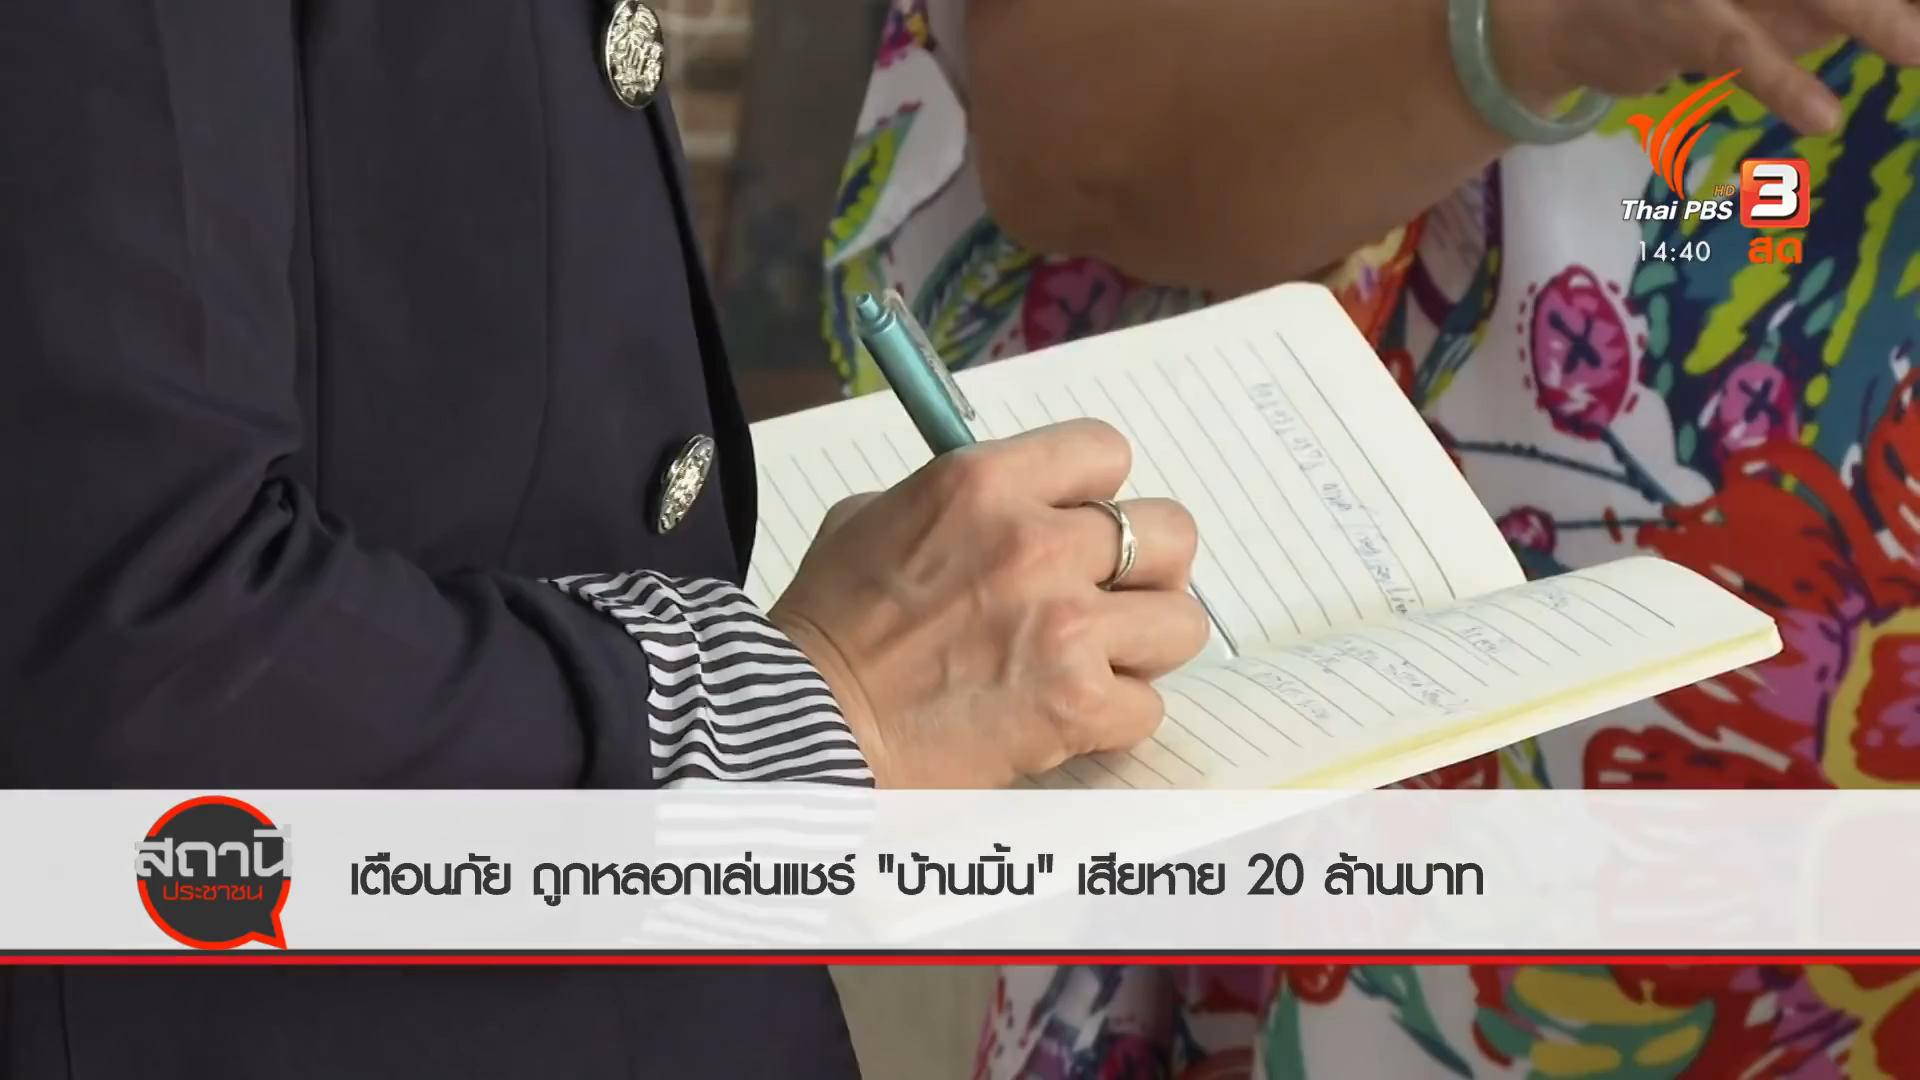 HD
Thai PBS 3
14:40 สด
สถานี
ประชาชน
เตือนภัย ถูกหลอกเล่นแชร์ "บ้านมิ้น" เสียหาย 20 ล้านบาท